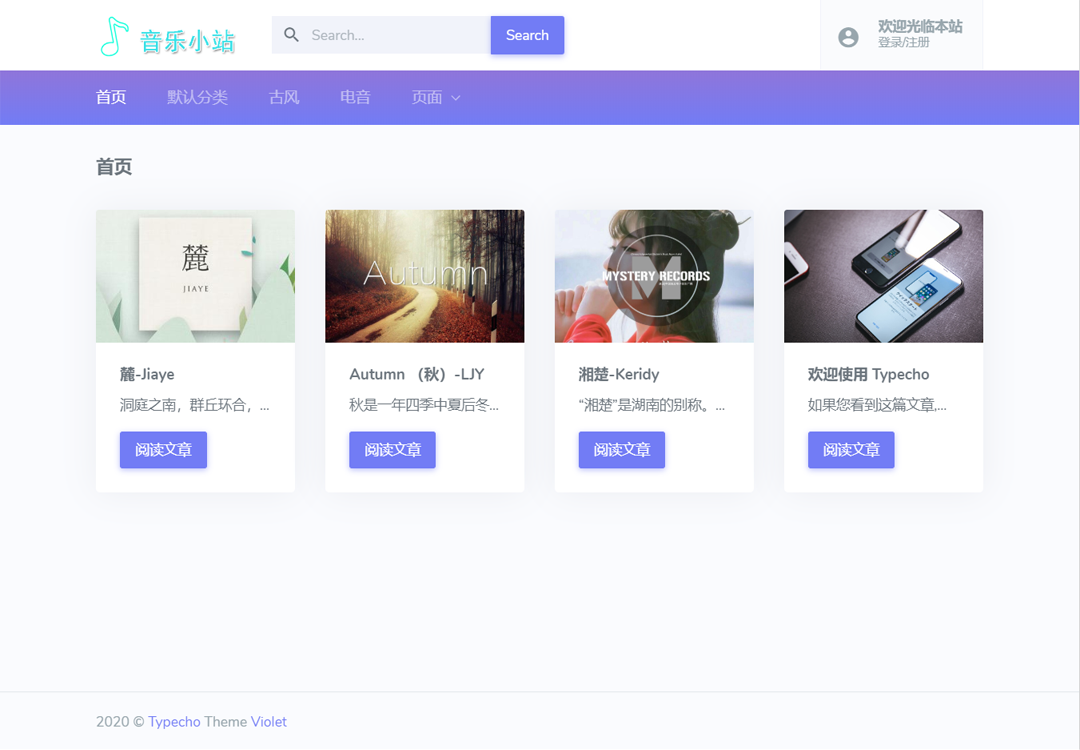 音乐小站
Search...
Search
欢迎光临本站
登录/注册
首页
默认分类
古风
电音
页面
首页
麓
JIAYE
Autumn
MYSTERY RECORDS
M
麓-Jiaye
洞庭之南，群丘环合，...
阅读文章
Autumn （秋）-LJY
秋是一年四季中夏后冬...
阅读文章
湘楚-Keridy
“湘楚”是湖南的别称。...
阅读文章
欢迎使用 Typecho
如果您看到这篇文章,...
阅读文章
2020 © Typecho Theme Violet